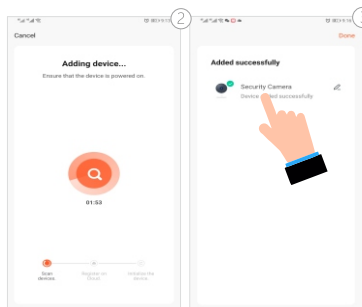 Cancel
Adding device...
Ensure that the device is powered on.
01:53
Scan devices.
Register on Cloud.
Initialize the device.
2
Done
Added successfully
Security Camera
Device added successfully